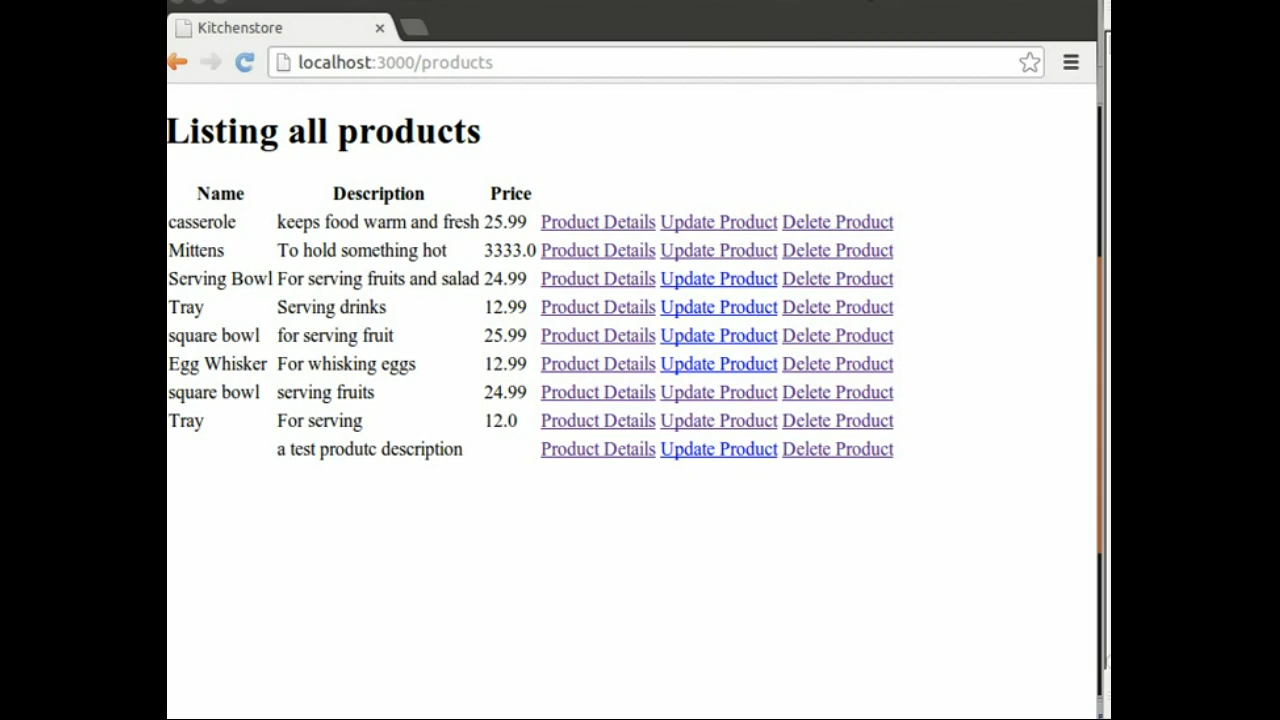 Kitchenstore
localhost:3000/products
Listing all products
Name Description Price
casserole keeps food warm and fresh 25.99 Product Details Update Product Delete Product
Mittens To hold something hot 3333.0 Product Details Update Product Delete Product
Serving Bowl For serving fruits and salad 24.99 Product Details Update Product Delete Product
Tray Serving drinks 12.99 Product Details Update Product Delete Product
square bowl for serving fruit 25.99 Product Details Update Product Delete Product
Egg Whisker For whisking eggs 12.99 Product Details Update Product Delete Product
square bowl serving fruits 24.99 Product Details Update Product Delete Product
Tray For serving 12.0 Product Details Update Product Delete Product
a test produtc description Product Details Update Product Delete Product